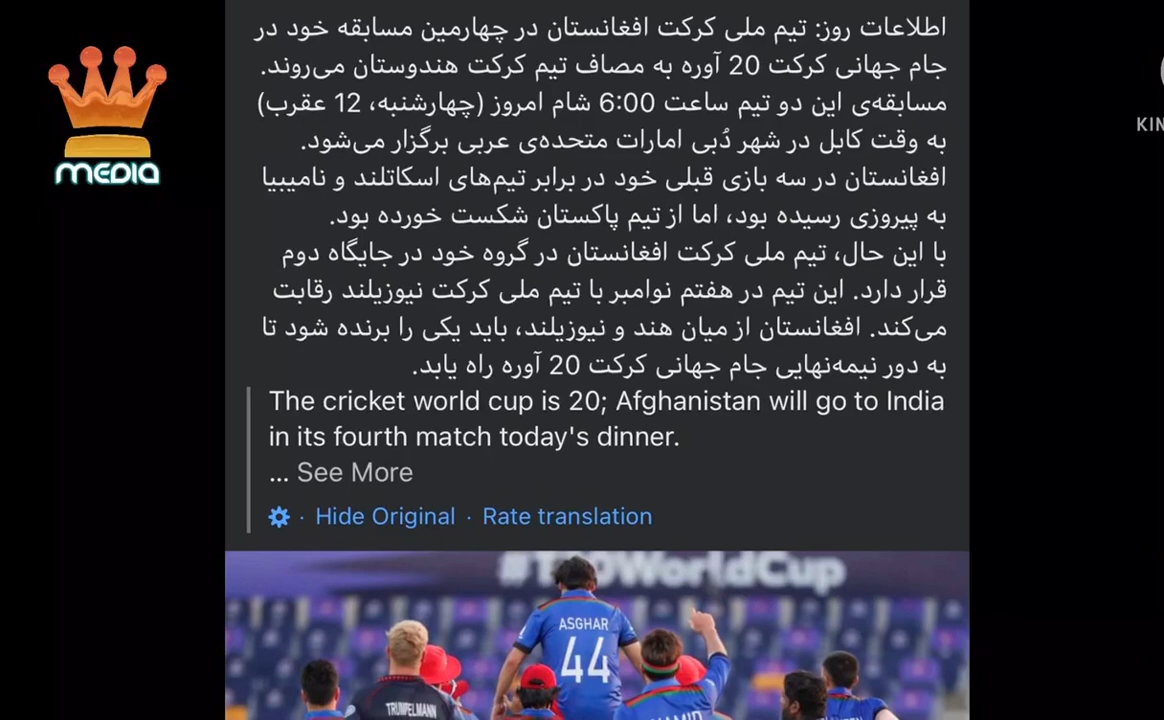 MEDIA
KIN
اطلاعات روز: تیم ملی کرکت افغانستان در چهارمین مسابقه خود در
جام جهانی کرکت 20 آوره به مصاف تیم کرکت هندوستان می‌روند.
مسابقه‌ی این دو تیم ساعت 6:00 شام امروز (چهارشنبه، 12 عقرب)
به وقت کابل در شهر دُبی امارات متحده‌ی عربی برگزار می‌شود.
افغانستان در سه بازی قبلی خود در برابر تیم‌های اسکاتلند و نامیبیا
به پیروزی رسیده بود، اما از تیم پاکستان شکست خورده بود.
با این حال، تیم ملی کرکت افغانستان در گروه خود در جایگاه دوم
قرار دارد. این تیم در هفتم نوامبر با تیم ملی کرکت نیوزیلند رقابت
می‌کند. افغانستان از میان هند و نیوزیلند، باید یکی را برنده شود تا
به دور نیمه‌نهایی جام جهانی کرکت 20 آوره راه یابد.
The cricket world cup is 20; Afghanistan will go to India
in its fourth match today's dinner.
... See More
· Hide Original · Rate translation
#T20WorldCup
ASGHAR
44
TRUMPELMANN